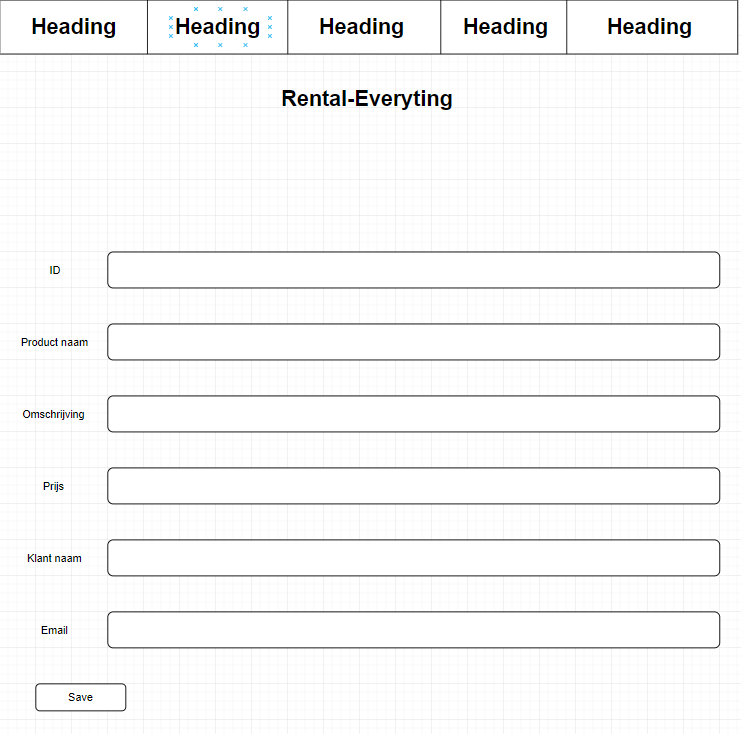 Heading Heading Heading Heading Heading
Rental-Everyting
ID
Product naam
Omschrijving
Prijs
Klant naam
Email
Save